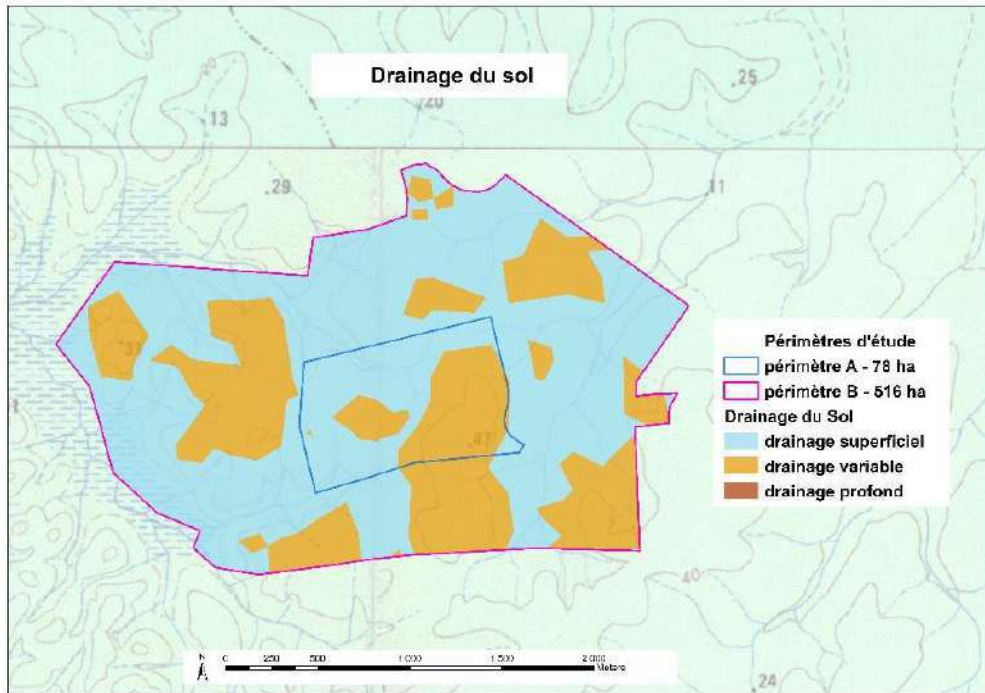 Drainage du sol
20
25
20
13
29
11
31
47
40
24
Périmètres d'étude
périmètre A - 78 ha
périmètre B - 516 ha
Drainage du Sol
drainage superficiel
drainage variable
drainage profond
N
0 250 500 1 000 1 500 2 000
Meters